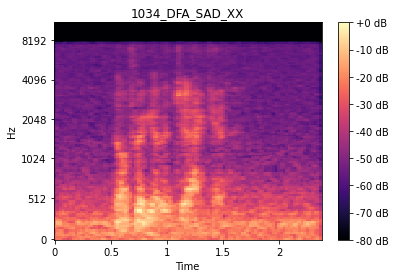 1034_DFA_SAD_XX
Hz
8192
4096
2048
1024
512
0
0
0.5
1
1.5
2
Time
+0 dB
-10 dB
-20 dB
-30 dB
-40 dB
-50 dB
-60 dB
-70 dB
-80 dB